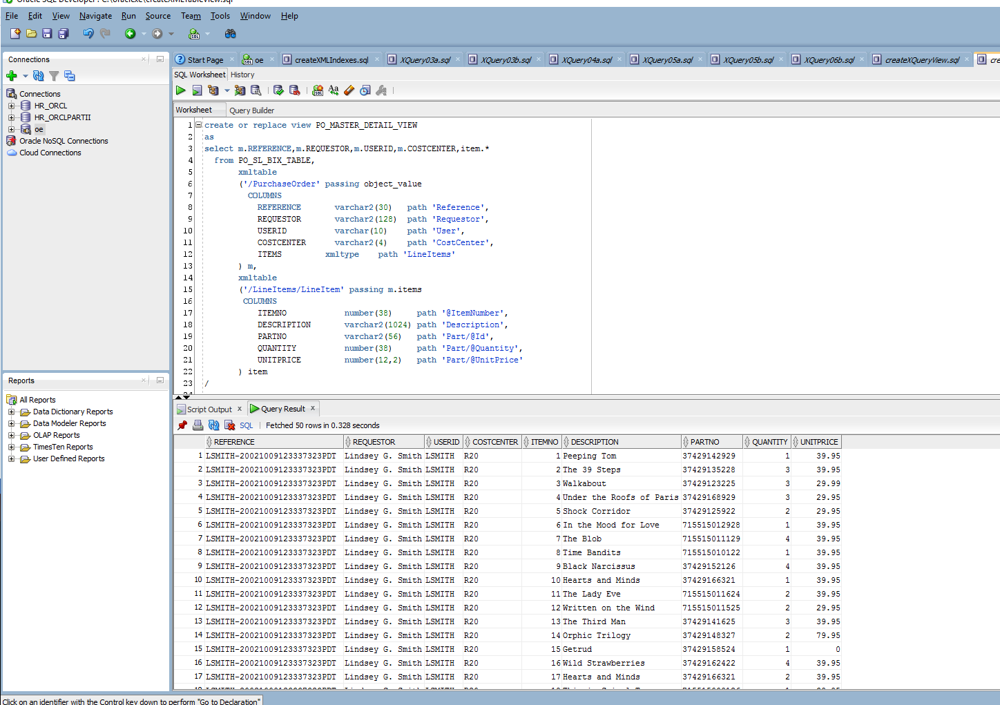 Oracle SQL Developer : C:\oraclexe\createXMLTableView.sql
File Edit View Navigate Run Source Team Tools Window Help
Connections
Connections
HR_ORCL
HR_ORCLPARTII
oe
Oracle NoSQL Connections
Cloud Connections
Reports
All Reports
Data Dictionary Reports
Data Modeler Reports
OLAP Reports
TimesTen Reports
User Defined Reports
Start Page oe createXMLIndexes.sql XQuery03a.sql XQuery03b.sql XQuery04a.sql XQuery05a.sql XQuery05b.sql XQuery06b.sql createXQueryView.sql
SQL Worksheet History
Worksheet Query Builder
1 create or replace view PO_MASTER_DETAIL_VIEW
2 as
3 select m.REFERENCE,m.REQUESTOR,m.USERID,m.COSTCENTER,item.*
4 from PO_SL_BIX_TABLE,
5 xmltable
6 ('/PurchaseOrder' passing object_value
7 COLUMNS
8 REFERENCE varchar2(30) path 'Reference',
9 REQUESTOR varchar2(128) path 'Requestor',
10 USERID varchar(10) path 'User',
11 COSTCENTER varchar2(4) path 'CostCenter',
12 ITEMS xmltype path 'LineItems'
13 ) m,
14 xmltable
15 ('/LineItems/LineItem' passing m.items
16 COLUMNS
17 ITEMNO number(38) path '@ItemNumber',
18 DESCRIPTION varchar2(1024) path 'Description',
19 PARTNO varchar2(56) path 'Part/@Id',
20 QUANTITY number(38) path 'Part/@Quantity',
21 UNITPRICE number(12,2) path 'Part/@UnitPrice'
22 ) item
23 /
24
Script Output Query Result
SQL Fetched 50 rows in 0.328 seconds
REFERENCE REQUESTOR USERID COSTCENTER ITEMNO DESCRIPTION PARTNO QUANTITY UNITPRICE
1 LSMITH-20021009123337323PDT Lindsey G. Smith LSMITH R20 1 Peeping Tom 37429142929 1 39.95
2 LSMITH-20021009123337323PDT Lindsey G. Smith LSMITH R20 2 The 39 Steps 37429135228 3 39.95
3 LSMITH-20021009123337323PDT Lindsey G. Smith LSMITH R20 3 Walkabout 37429123225 3 29.99
4 LSMITH-20021009123337323PDT Lindsey G. Smith LSMITH R20 4 Under the Roofs of Paris 37429168929 3 29.95
5 LSMITH-20021009123337323PDT Lindsey G. Smith LSMITH R20 5 Shock Corridor 37429125922 2 29.95
6 LSMITH-20021009123337323PDT Lindsey G. Smith LSMITH R20 6 In the Mood for Love 715515012928 1 39.95
7 LSMITH-20021009123337323PDT Lindsey G. Smith LSMITH R20 7 The Blob 715515011129 4 39.95
8 LSMITH-20021009123337323PDT Lindsey G. Smith LSMITH R20 8 Time Bandits 715515010122 1 39.95
9 LSMITH-20021009123337323PDT Lindsey G. Smith LSMITH R20 9 Black Narcissus 37429152126 4 39.95
10 LSMITH-20021009123337323PDT Lindsey G. Smith LSMITH R20 10 Hearts and Minds 37429166321 1 39.95
11 LSMITH-20021009123337323PDT Lindsey G. Smith LSMITH R20 11 The Lady Eve 715515011624 2 39.95
12 LSMITH-20021009123337323PDT Lindsey G. Smith LSMITH R20 12 Written on the Wind 715515011525 2 29.95
13 LSMITH-20021009123337323PDT Lindsey G. Smith LSMITH R20 13 The Third Man 37429141625 3 39.95
14 LSMITH-20021009123337323PDT Lindsey G. Smith LSMITH R20 14 Orphic Trilogy 37429148327 2 79.95
15 LSMITH-20021009123337323PDT Lindsey G. Smith LSMITH R20 15 Getrud 37429158524 1 0
16 LSMITH-20021009123337323PDT Lindsey G. Smith LSMITH R20 16 Wild Strawberries 37429162422 4 39.95
17 LSMITH-20021009123337323PDT Lindsey G. Smith LSMITH R20 17 Hearts and Minds 37429166321 2 39.95
Click on an identifier with the Control key down to perform "Go to Declaration"